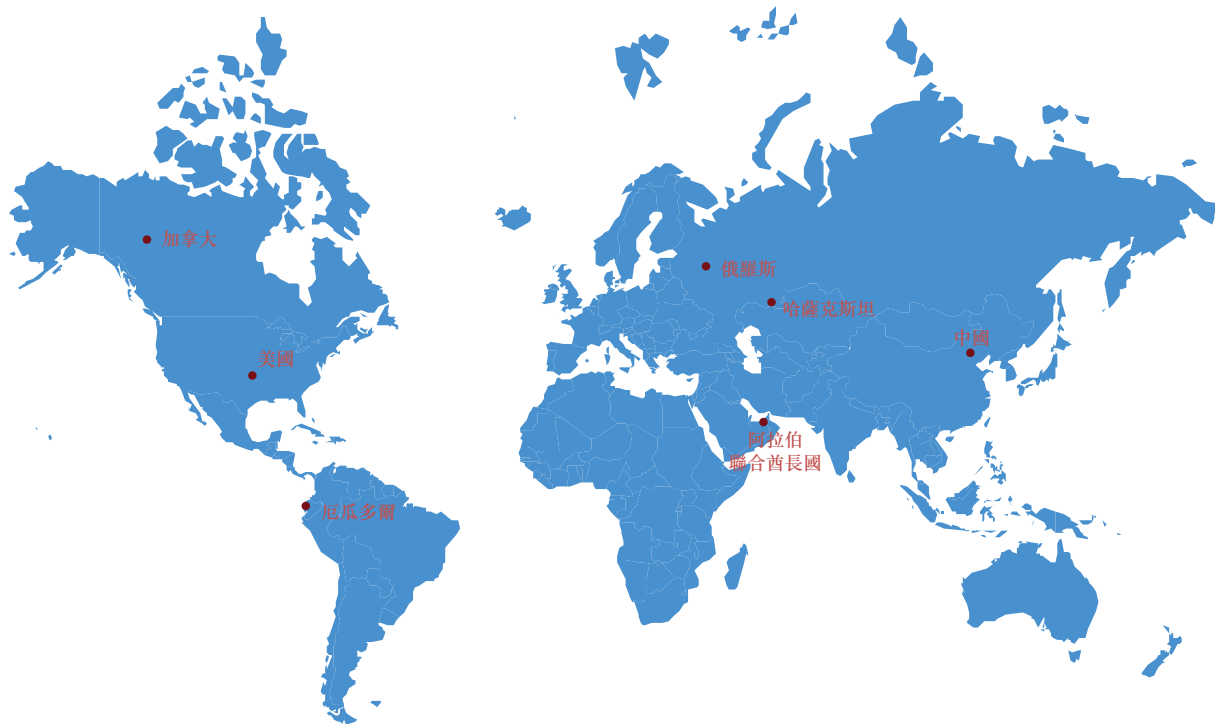 加拿大
俄羅斯
哈薩克斯坦
中國
美國
阿拉伯
聯合酋長國
厄瓜多爾